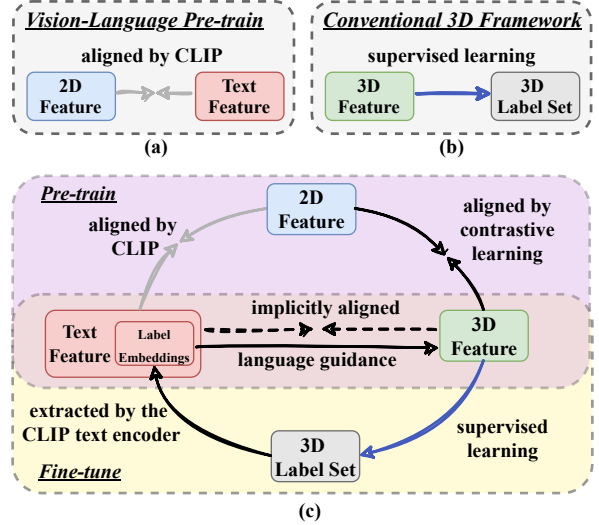 Vision-Language Pre-train
aligned by CLIP
2D
Feature
Text
Feature
(a)
Conventional 3D Framework
supervised learning
3D
Feature
3D
Label Set
(b)
Pre-train
2D
Feature
aligned by
CLIP
aligned by
contrastive
learning
implicitly aligned
Text
Feature
Label
Embeddings
3D
Feature
language guidance
extracted by the
CLIP text encoder
supervised
learning
3D
Label Set
Fine-tune
(c)